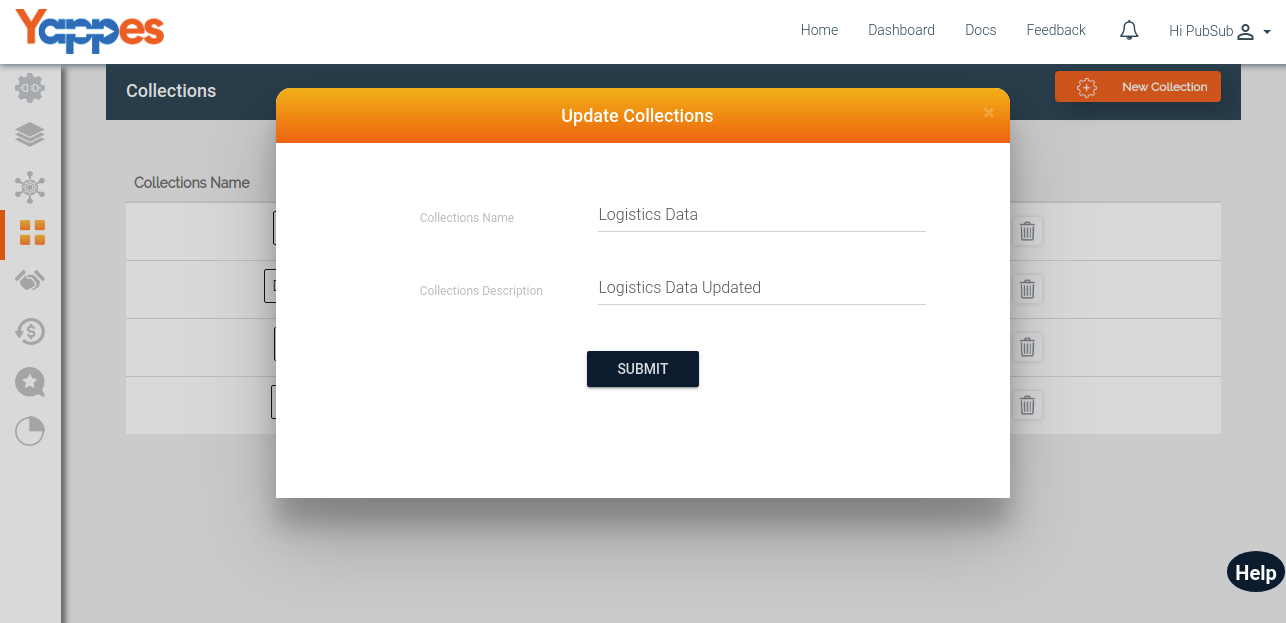 Yappes
Home Dashboard Docs Feedback Hi PubSub
Collections
New Collection
Update Collections
×
Collections Name
Collections Name Logistics Data
Collections Description Logistics Data Updated
SUBMIT
Help